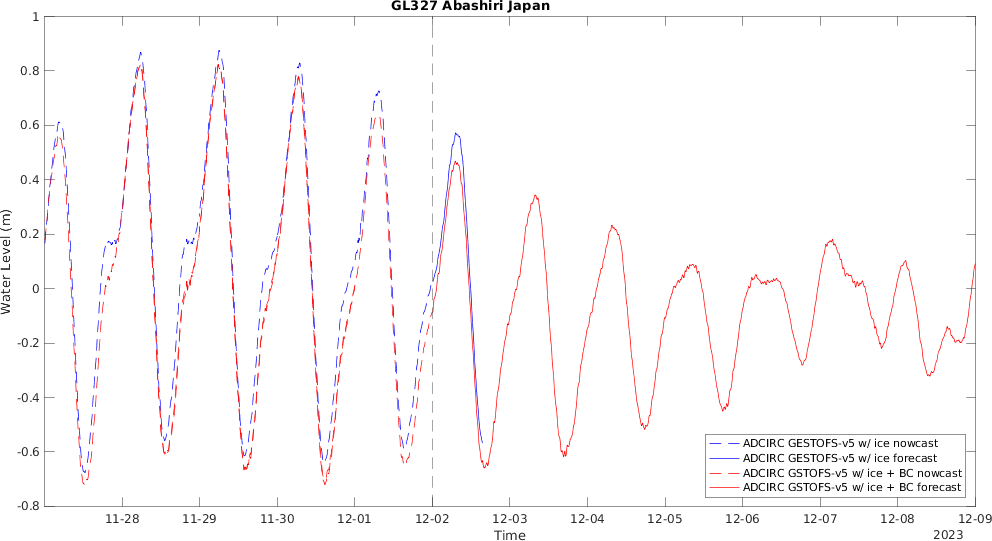 GL327 Abashiri Japan
1
0.8
0.6
0.4
0.2
0
-0.2
-0.4
-0.6
-0.8
Water Level (m)
ADCIRC GESTOFS-v5 w/ ice nowcast
ADCIRC GESTOFS-v5 w/ ice forecast
ADCIRC GSTOFS-v5 w/ ice + BC nowcast
ADCIRC GSTOFS-v5 w/ ice + BC forecast
11-28 11-29 11-30 12-01 12-02 12-03 12-04 12-05 12-06 12-07 12-08 12-09
Time
2023